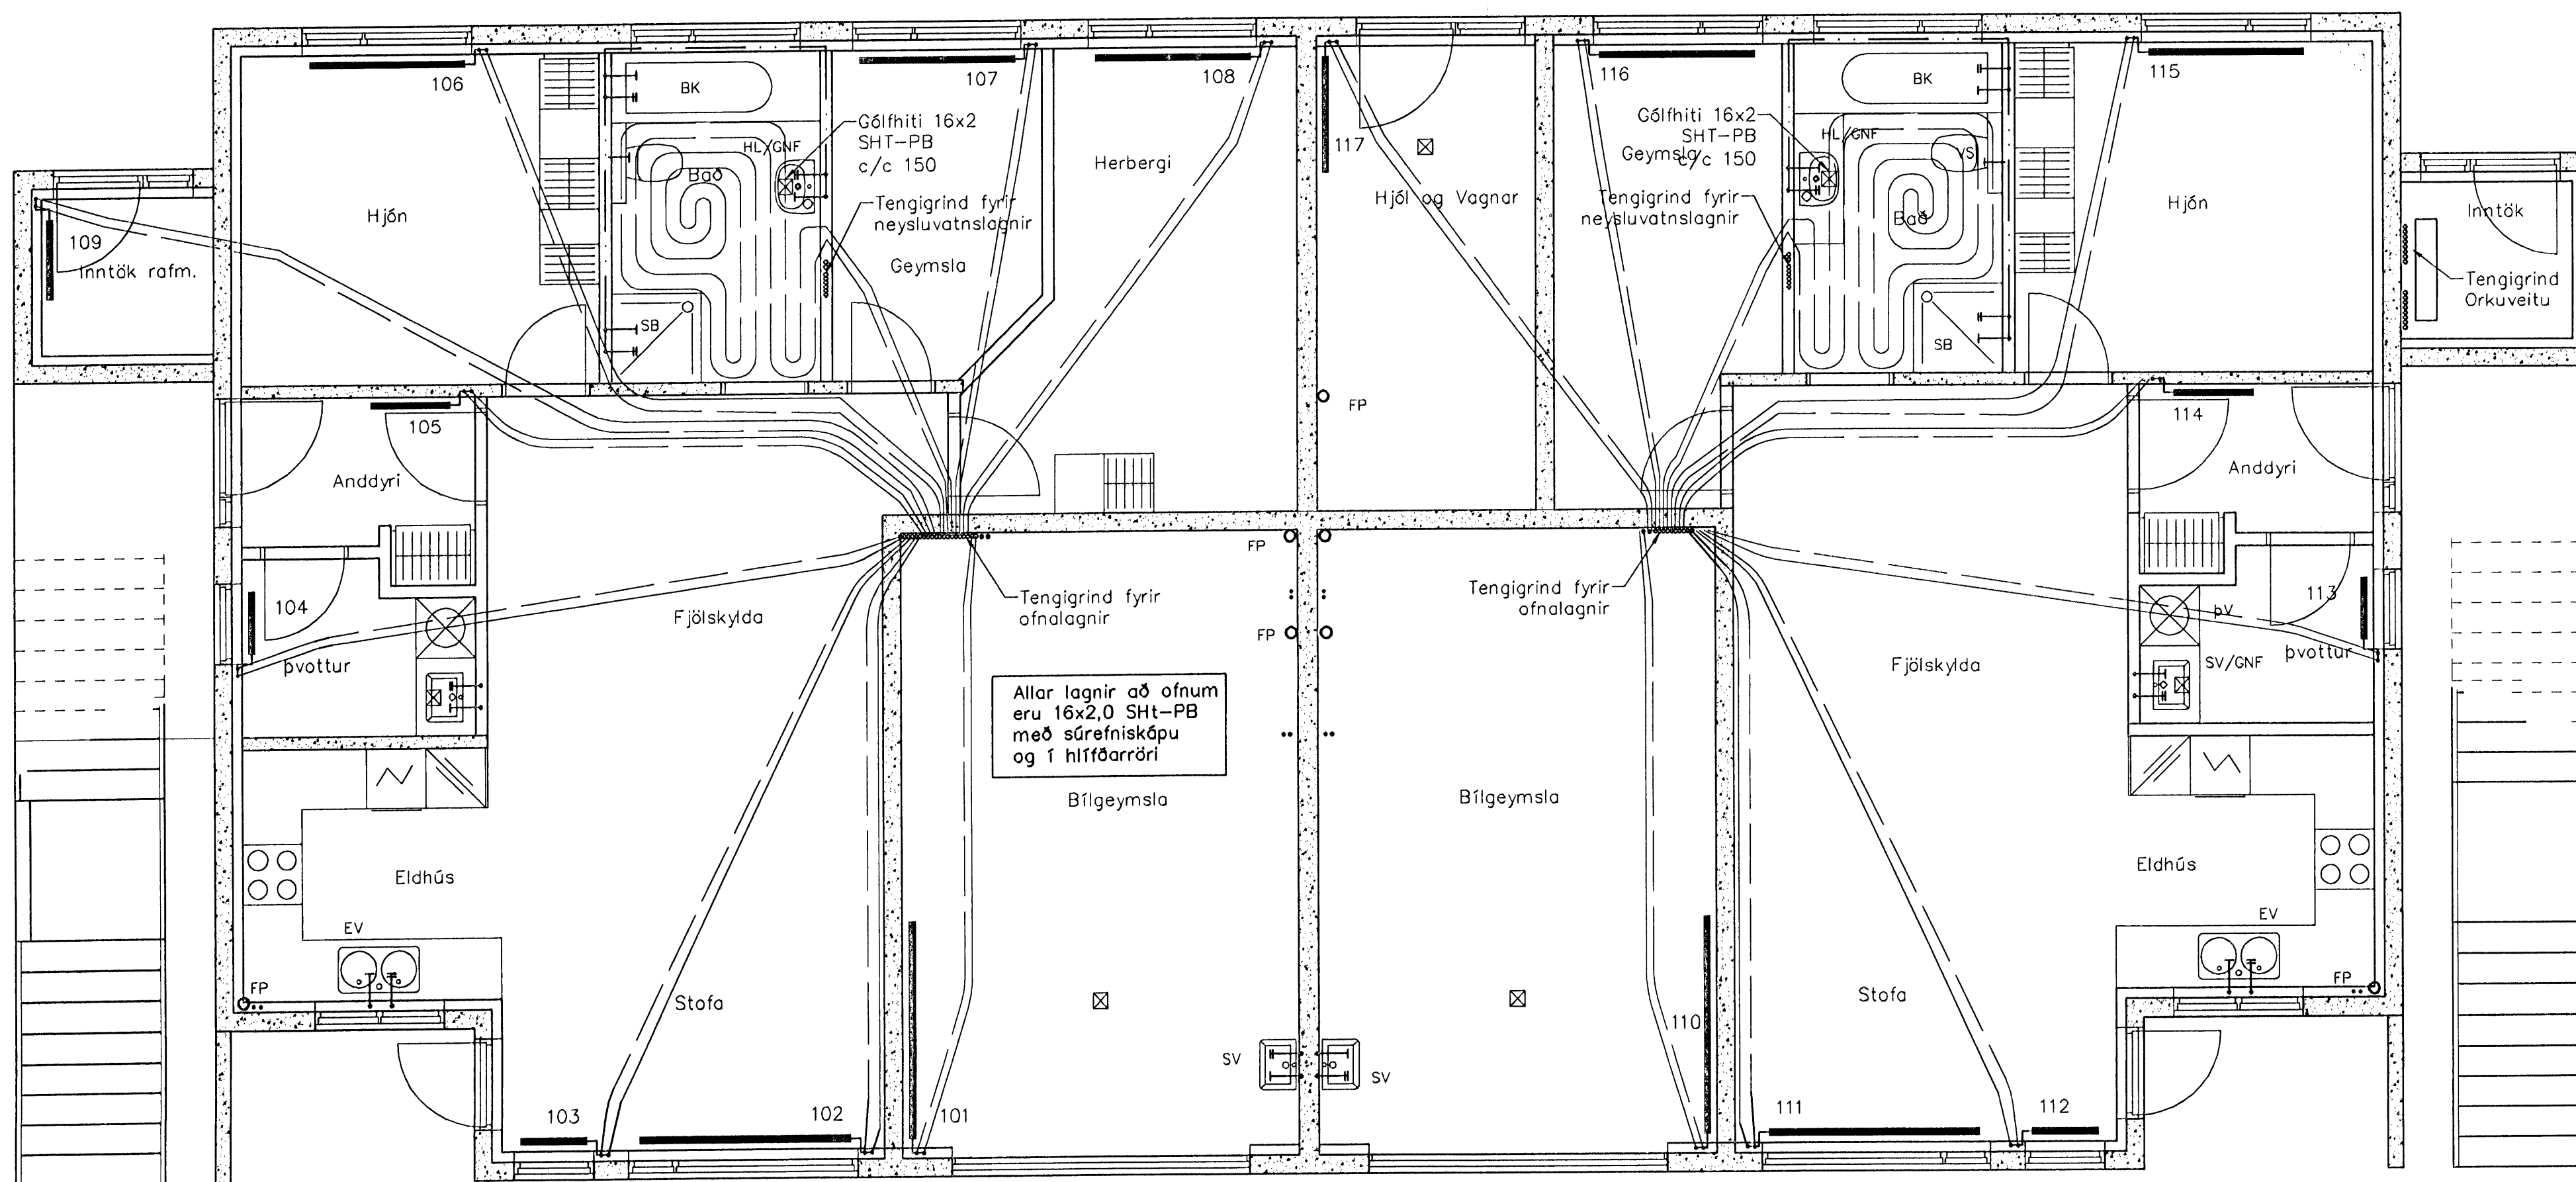 106
107
108
116
115
BK
BK
117
Gólfhiti 16x2
SHT-PB
c/c 150
Gólfhiti 16x2
SHT-PB
c/c 150
HL/GNF
HL/GNF
Herbergi
Geymsla
VS
Bað
Bað
Hjón
Hjól og Vagnar
Hjón
Tengigrind fyrir
neysluvatnslagnir
Tengigrind fyrir
neysluvatnslagnir
Inntök
109
Inntök rafm.
Geymsla
Tengigrind
Orkuveitu
SB
SB
105
FP
114
Anddyri
Anddyri
FP
104
Tengigrind fyrir
ofnalagnir
Tengigrind fyrir
ofnalagnir
113
Fjölskylda
þV
FP
þvottur
Fjölskylda
SV/GNF
þvottur
Allar lagnir að ofnum
eru 16x2,0 SHt-PB
með súrefniskápu
og í hlífðarröri
Bílgeymsla
Bílgeymsla
Eldhús
Eldhús
EV
EV
FP
Stofa
Stofa
FP
110
SV
SV
103
102
101
111
112